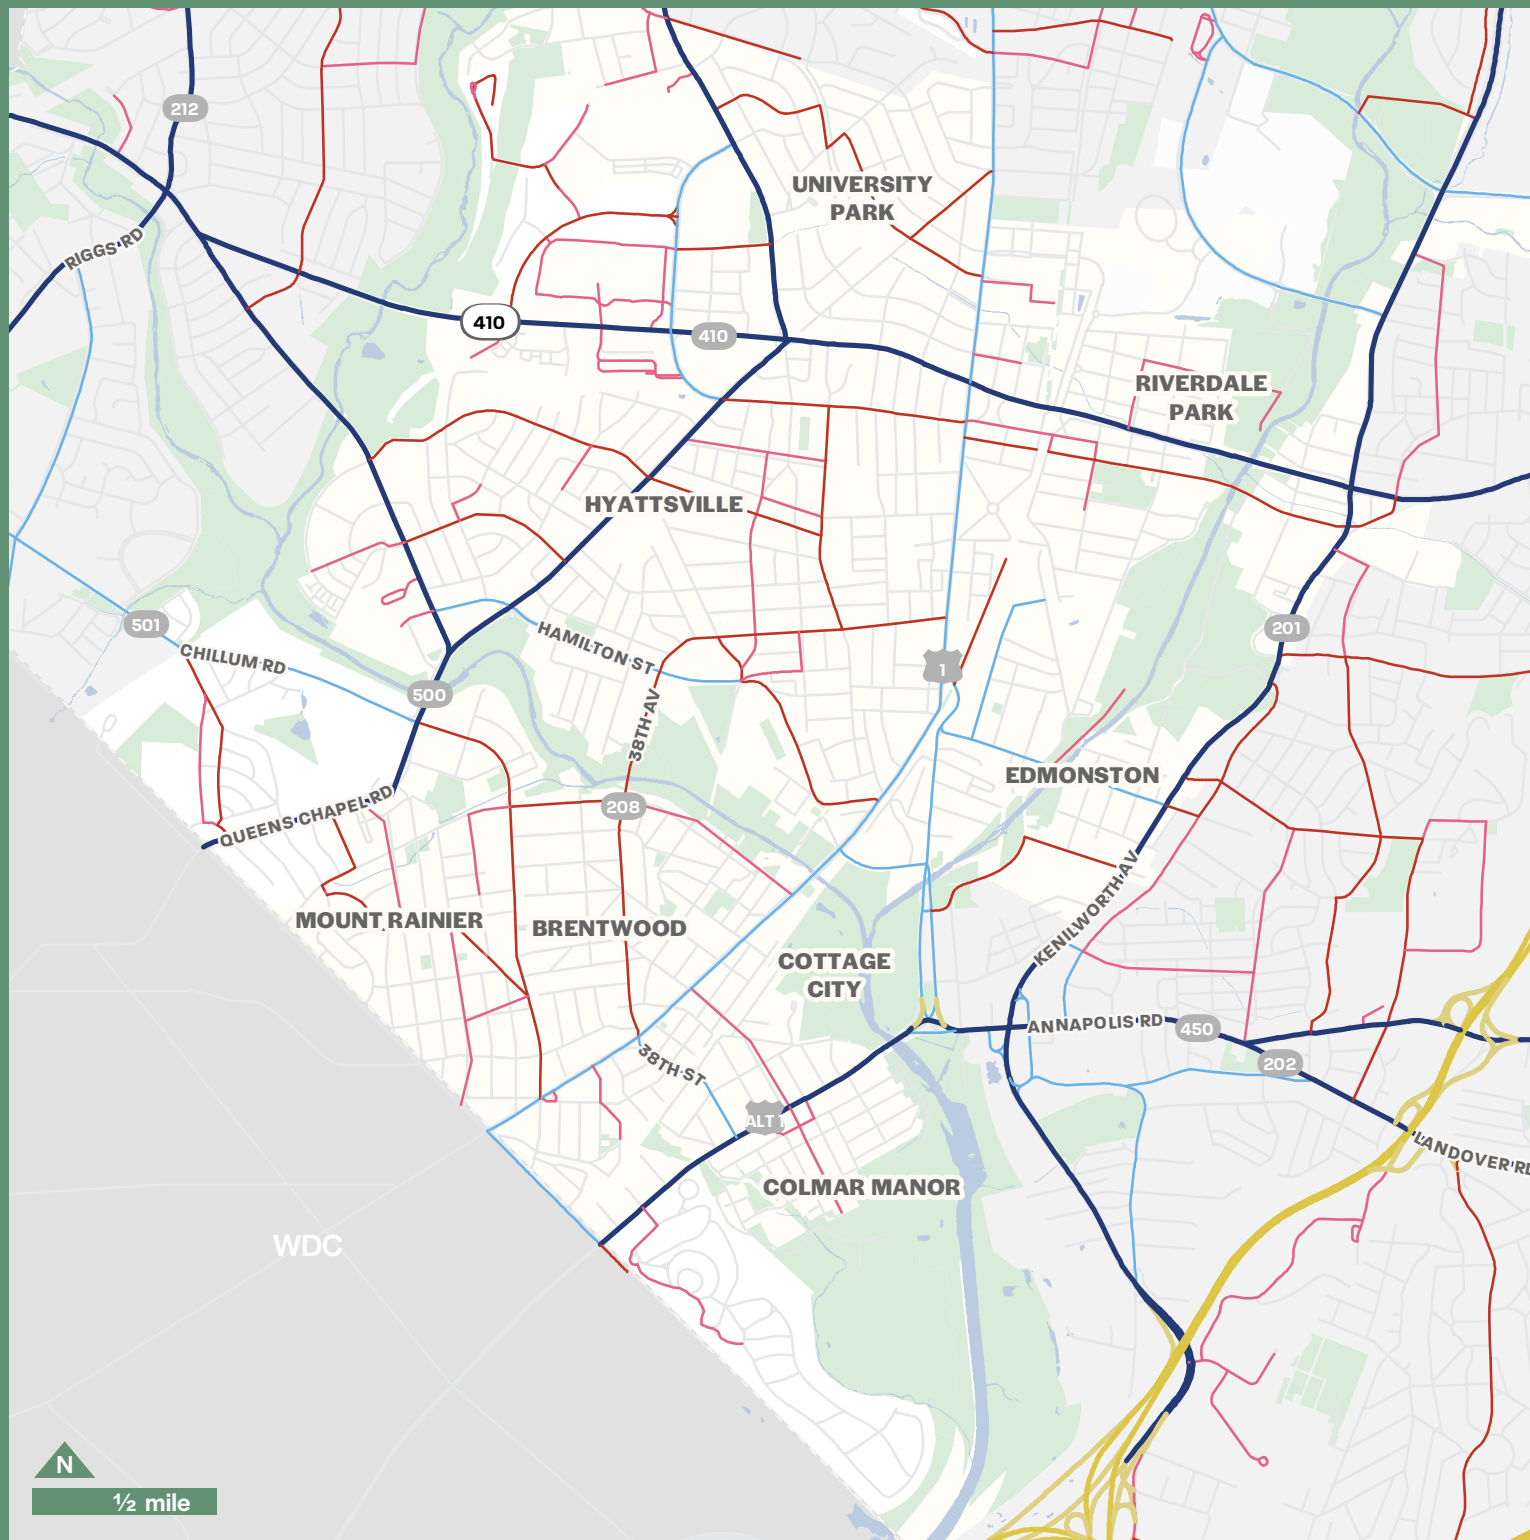 212
UNIVERSITY
PARK
RIGGS RD
410
410
RIVERDALE
PARK
HYATTSVILLE
501
HAMILTON ST
201
CHILLUM RD
1
500
38TH AV
EDMONSTON
QUEENS CHAPEL RD
208
KENILWORTH AV
MOUNT RAINIER
BRENTWOOD
COTTAGE
CITY
ANNAPOLIS RD
450
38TH ST
202
ALT 1
LANDOVER RD
COLMAR MANOR
WDC
N
½ mile